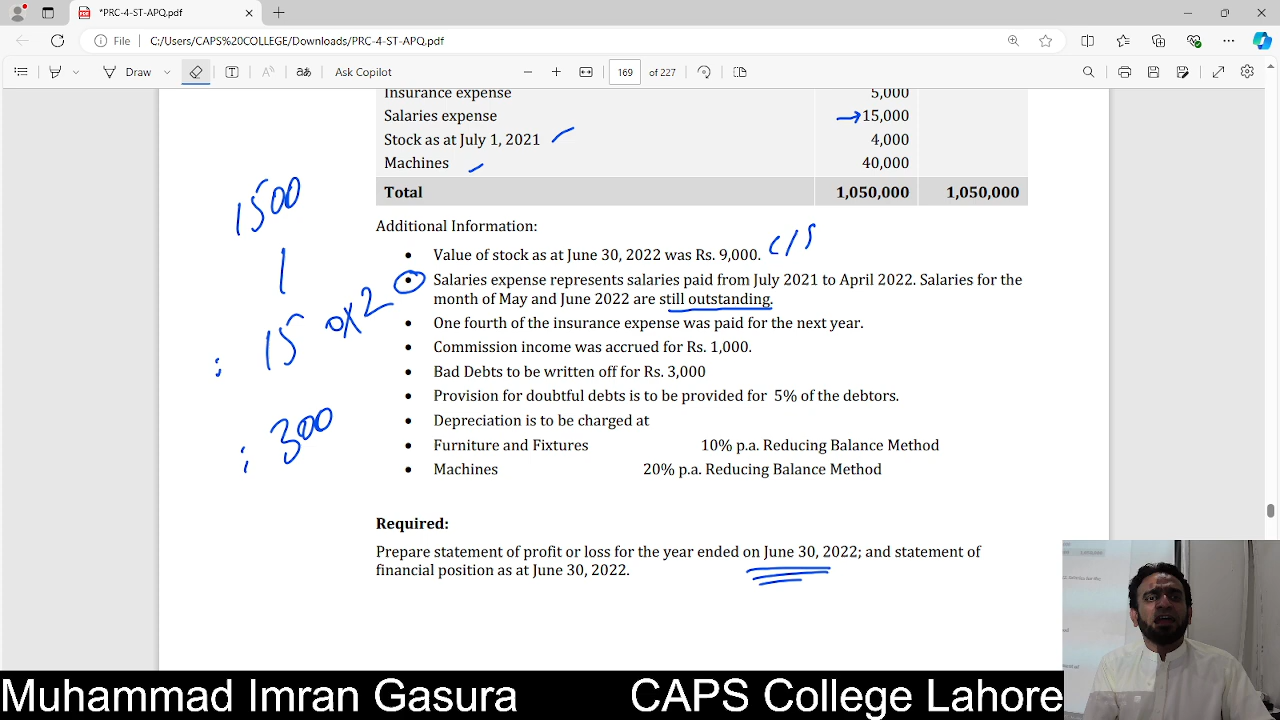 *PRC-4-ST-APQ.pdf
File C:/Users/CAPS%20COLLEGE/Downloads/PRC-4-ST-APQ.pdf
Draw Ask Copilot 169 of 227
Insurance expense 5,000
Salaries expense 15,000
Stock as at July 1, 2021 4,000
Machines 40,000
Total 1,050,000 1,050,000
Additional Information:
• Value of stock as at June 30, 2022 was Rs. 9,000. C/S
• Salaries expense represents salaries paid from July 2021 to April 2022. Salaries for the
month of May and June 2022 are still outstanding.
• One fourth of the insurance expense was paid for the next year.
• Commission income was accrued for Rs. 1,000.
• Bad Debts to be written off for Rs. 3,000
• Provision for doubtful debts is to be provided for 5% of the debtors.
• Depreciation is to be charged at
• Furniture and Fixtures 10% p.a. Reducing Balance Method
• Machines 20% p.a. Reducing Balance Method
1500
150x2
300
Required:
Prepare statement of profit or loss for the year ended on June 30, 2022; and statement of
financial position as at June 30, 2022.
Muhammad Imran Gasura CAPS College Lahore